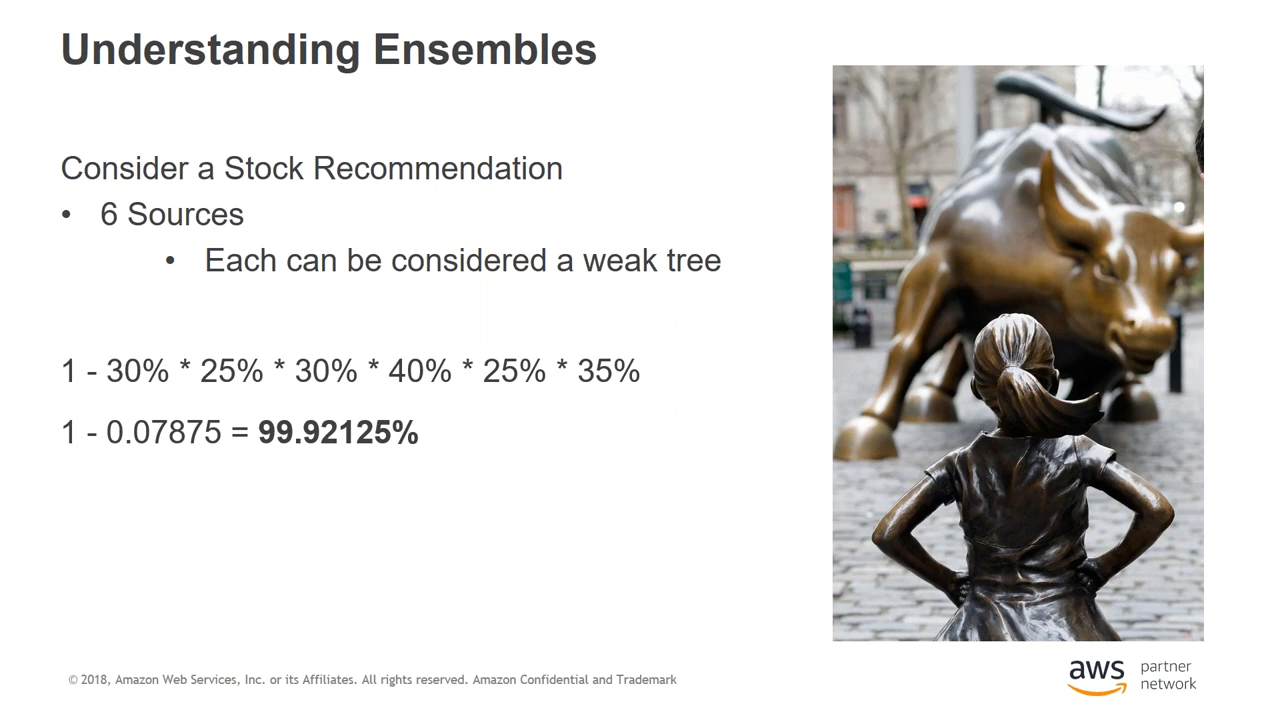 Understanding Ensembles
Consider a Stock Recommendation
• 6 Sources
• Each can be considered a weak tree
1 - 30% * 25% * 30% * 40% * 25% * 35%
1 - 0.07875 = 99.92125%
© 2018, Amazon Web Services, Inc. or its Affiliates. All rights reserved. Amazon Confidential and Trademark
aws partner
network